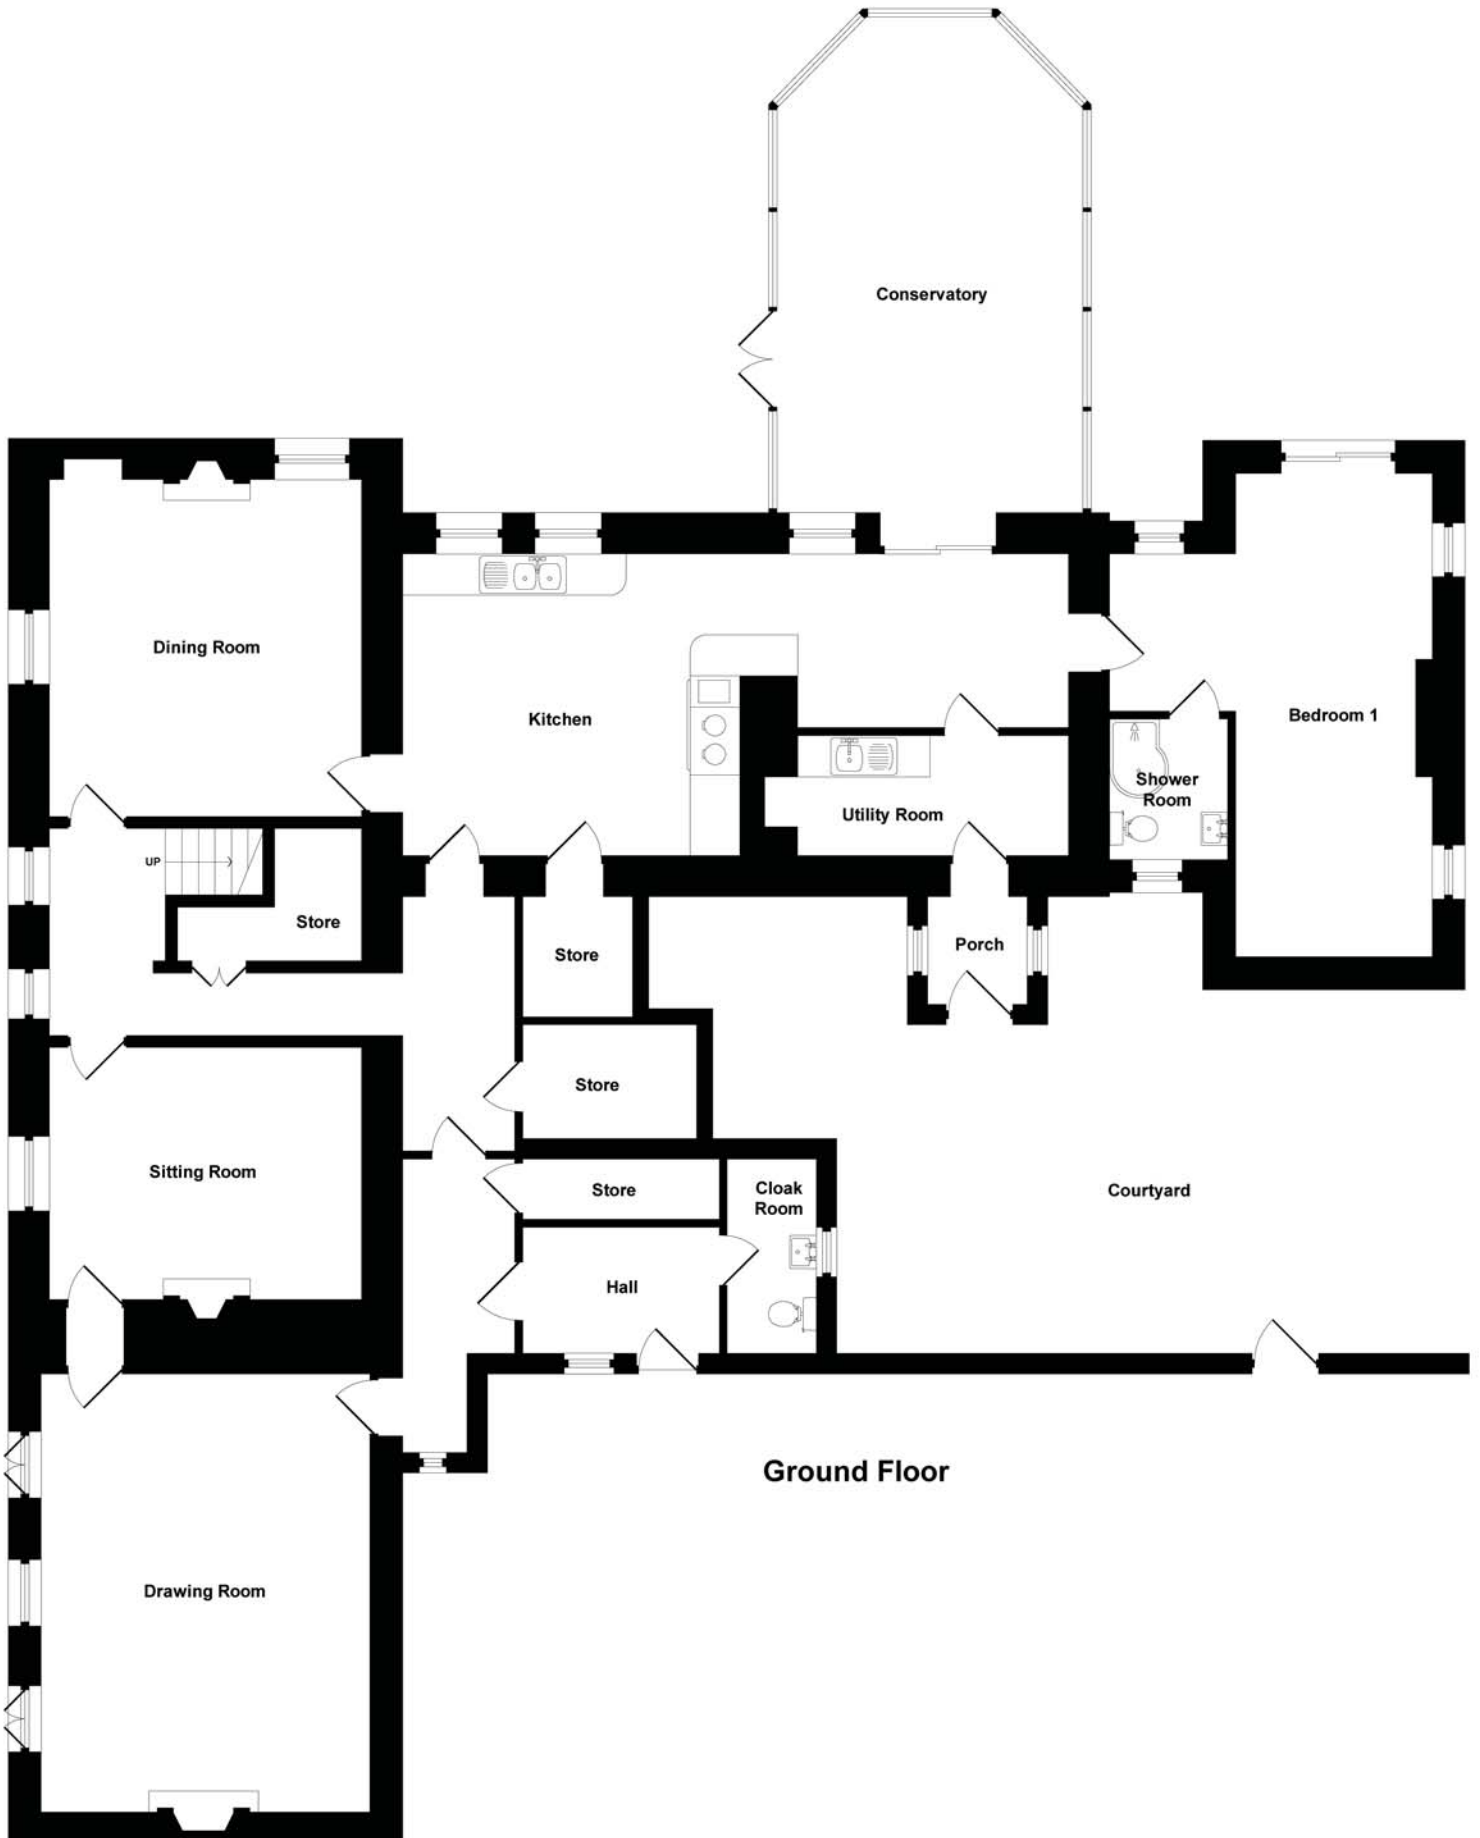 Conservatory
Dining Room
Kitchen
Bedroom 1
Shower
Room
Utility Room
UP
Store
Store
Porch
Store
Sitting Room
Store
Cloak
Room
Courtyard
Hall
Ground Floor
Drawing Room